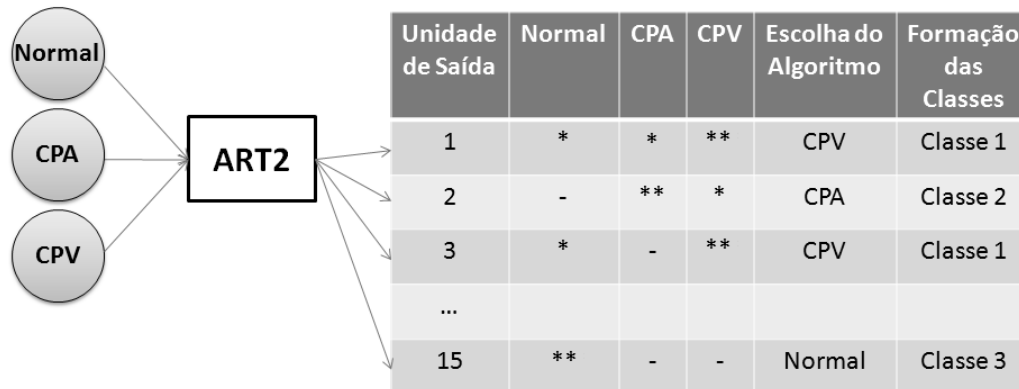 Normal
CPA
CPV
ART2
Unidade de Saída Normal CPA CPV Escolha do Algoritmo Formação das Classes
1 * * ** CPV Classe 1
2 - ** * CPA Classe 2
3 * - ** CPV Classe 1
...
15 ** - - Normal Classe 3